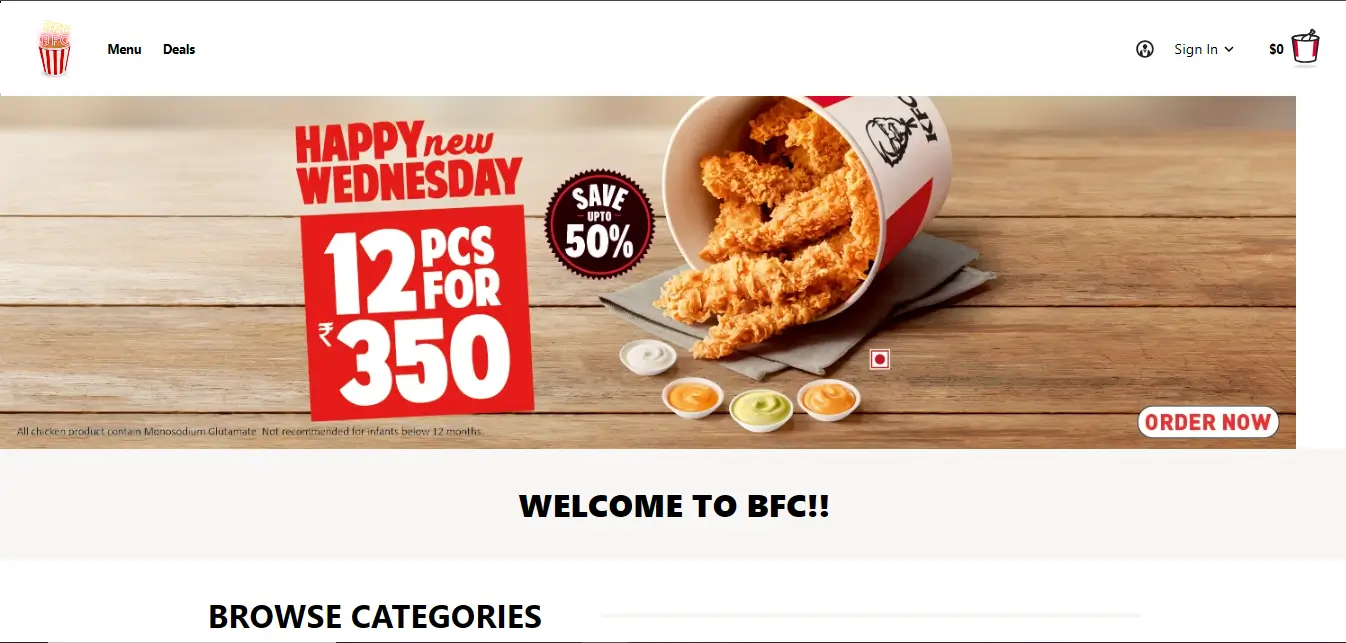 BFC
Menu
Deals
Sign In
$0
HAPPY new
WEDNESDAY
12 PCS
FOR
₹350
SAVE
UPTO
50%
KFC
All chicken product contain Monosodium Glutamate. Not recommended for infants below 12 months.
ORDER NOW
WELCOME TO BFC!!
BROWSE CATEGORIES